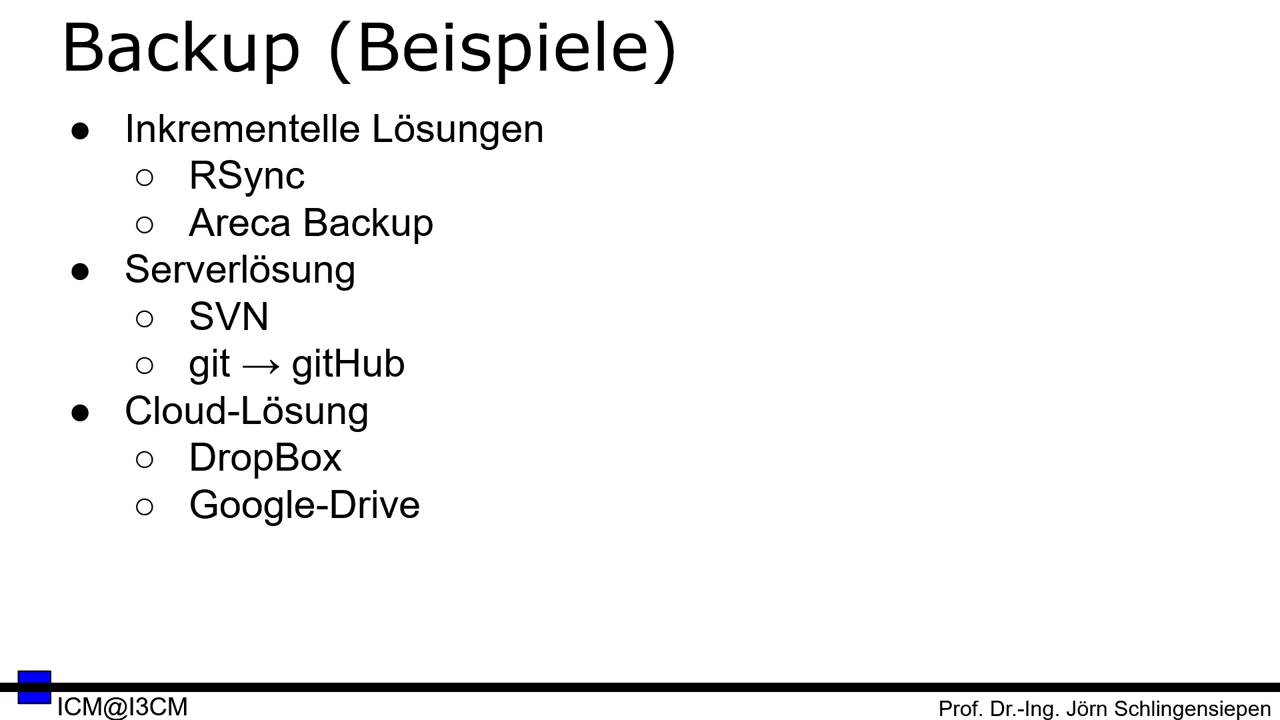 Backup (Beispiele)
● Inkrementelle Lösungen
○ RSync
○ Areca Backup
● Serverlösung
○ SVN
○ git → gitHub
● Cloud-Lösung
○ DropBox
○ Google-Drive
ICM@I3CM
Prof. Dr.-Ing. Jörn Schlingensiepen